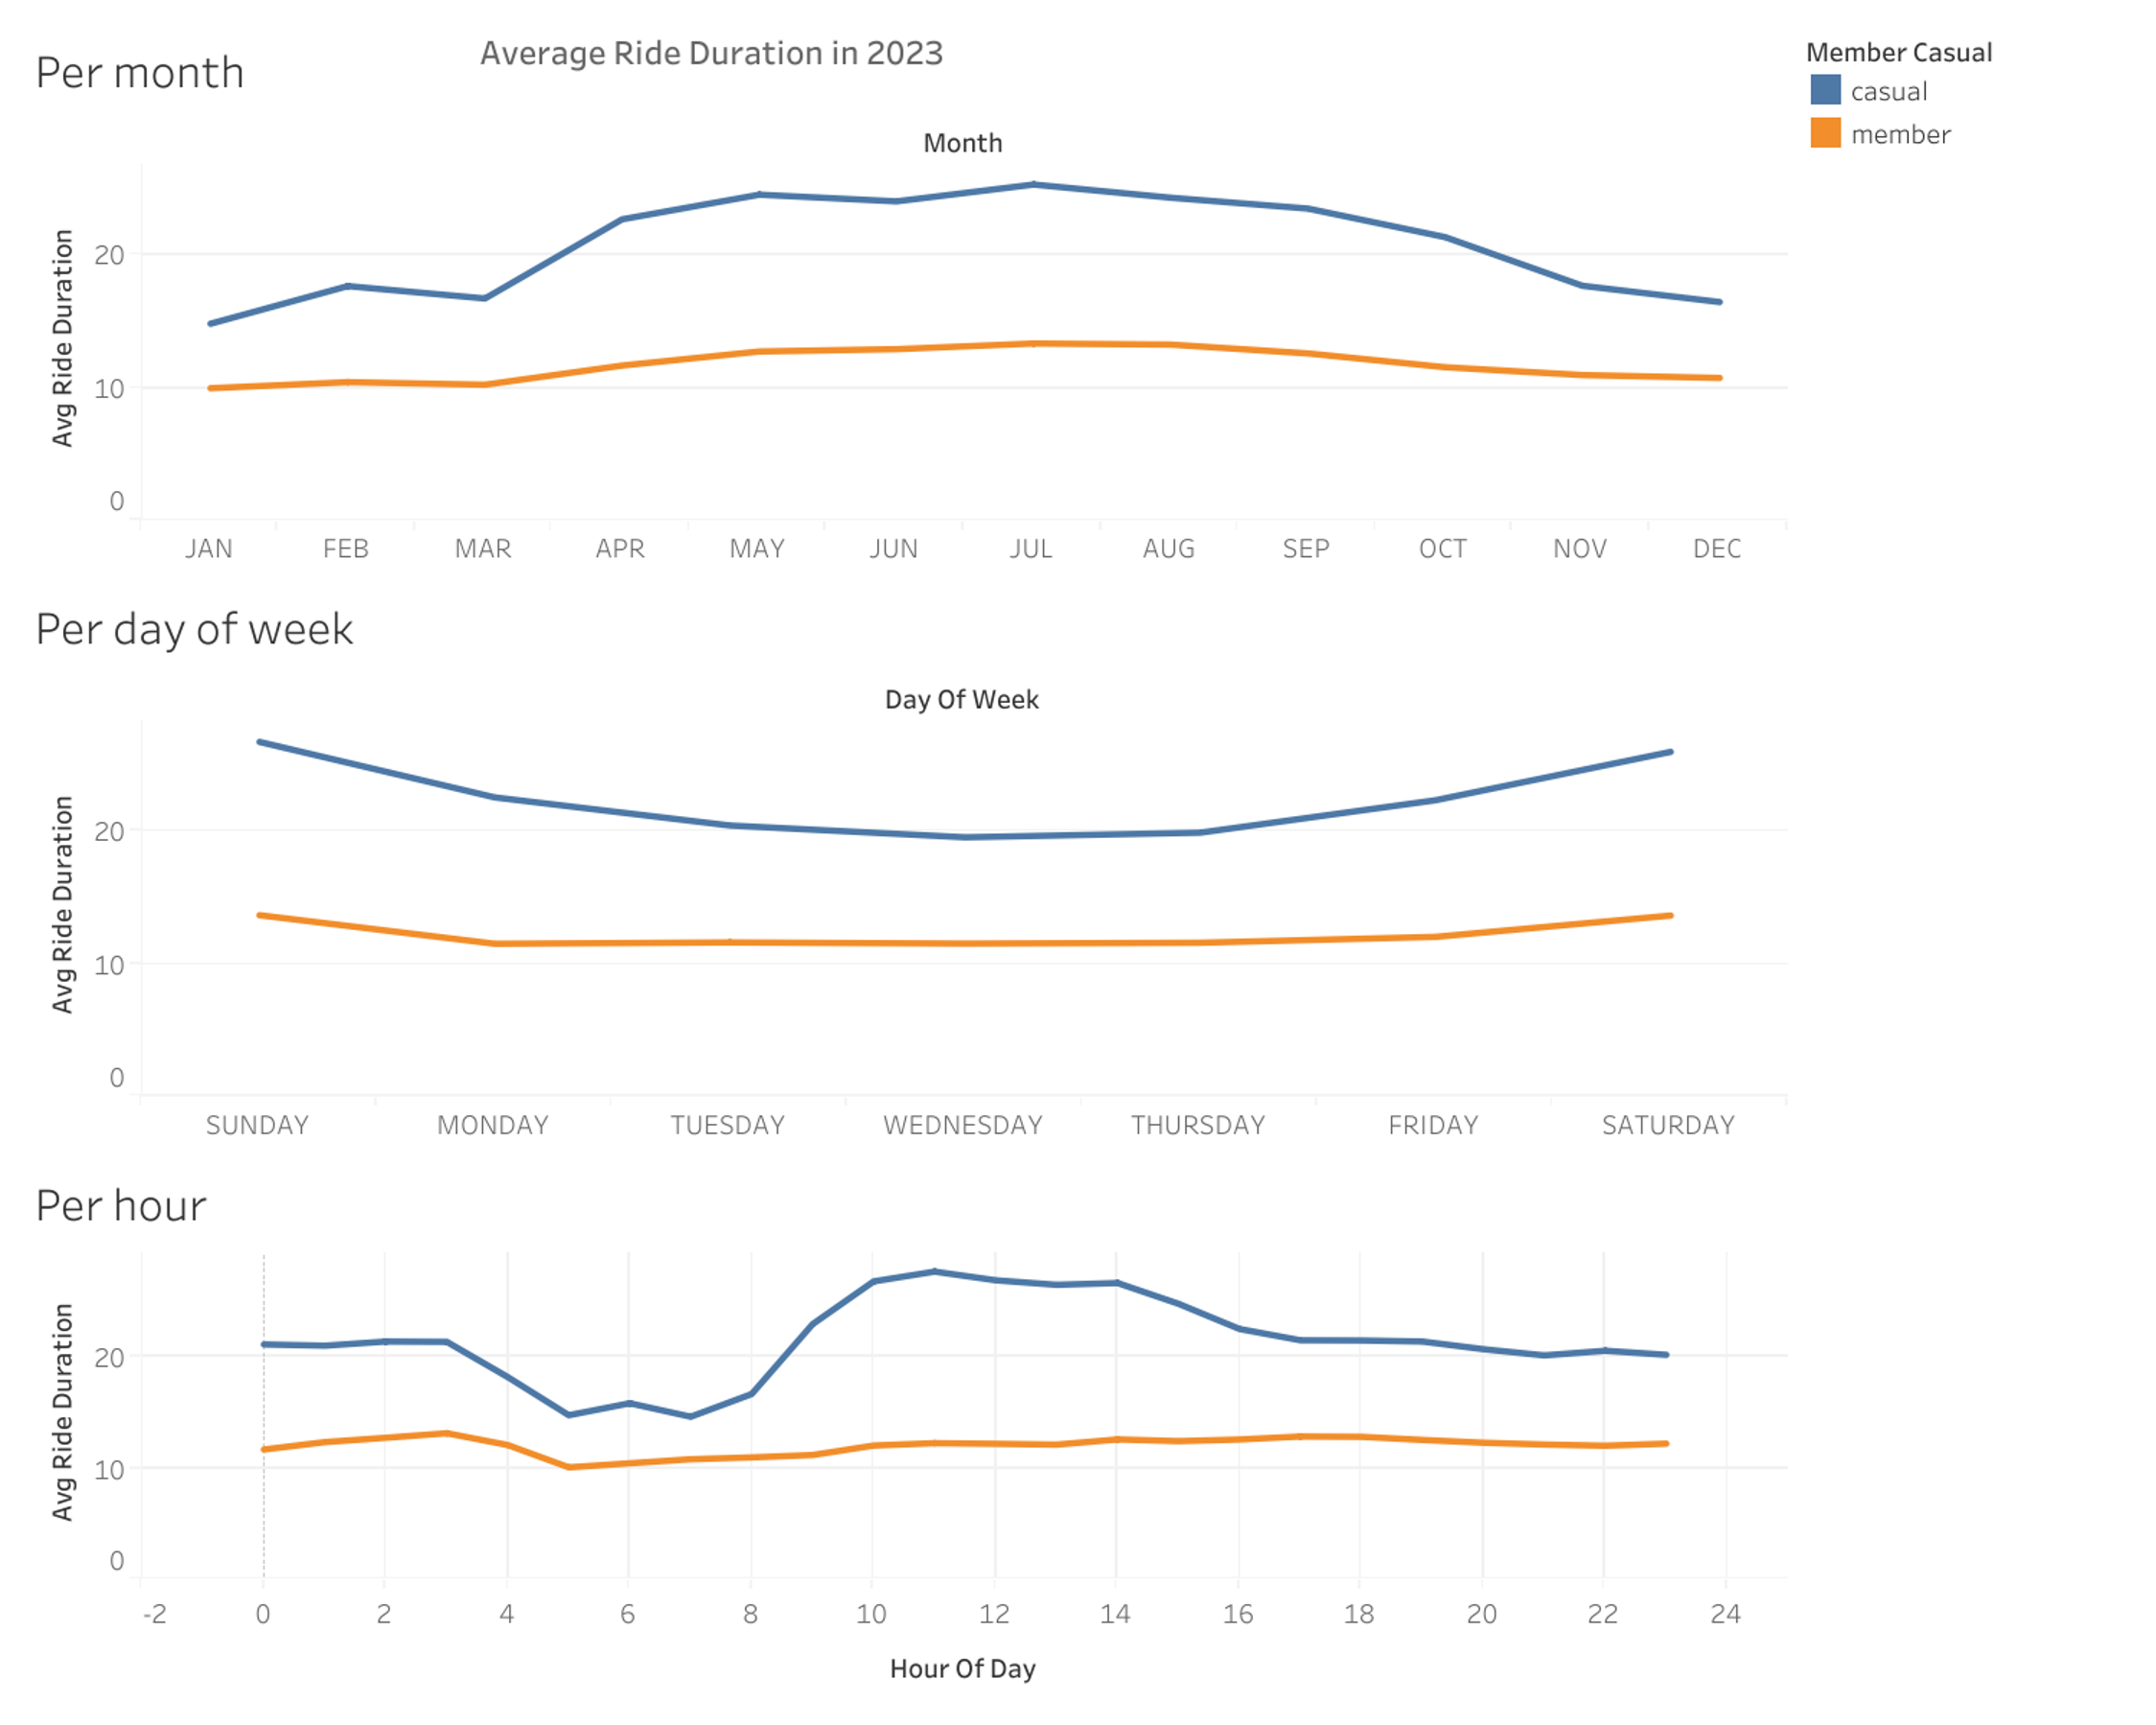 Average Ride Duration in 2023
Per month
Member Casual
casual
member
Month
Avg Ride Duration
20
10
0
JAN FEB MAR APR MAY JUN JUL AUG SEP OCT NOV DEC
Per day of week
Day Of Week
Avg Ride Duration
20
10
0
SUNDAY MONDAY TUESDAY WEDNESDAY THURSDAY FRIDAY SATURDAY
Per hour
Avg Ride Duration
20
10
0
-2 0 2 4 6 8 10 12 14 16 18 20 22 24
Hour Of Day